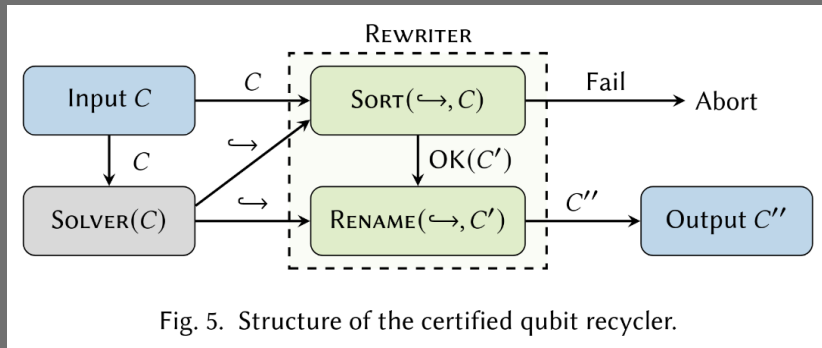 REWRITER
Input C
C
SORT(↪, C)
Fail
Abort
C
↪
OK(C′)
SOLVER(C)
↪
RENAME(↪, C′)
C″
Output C″
Fig. 5. Structure of the certified qubit recycler.